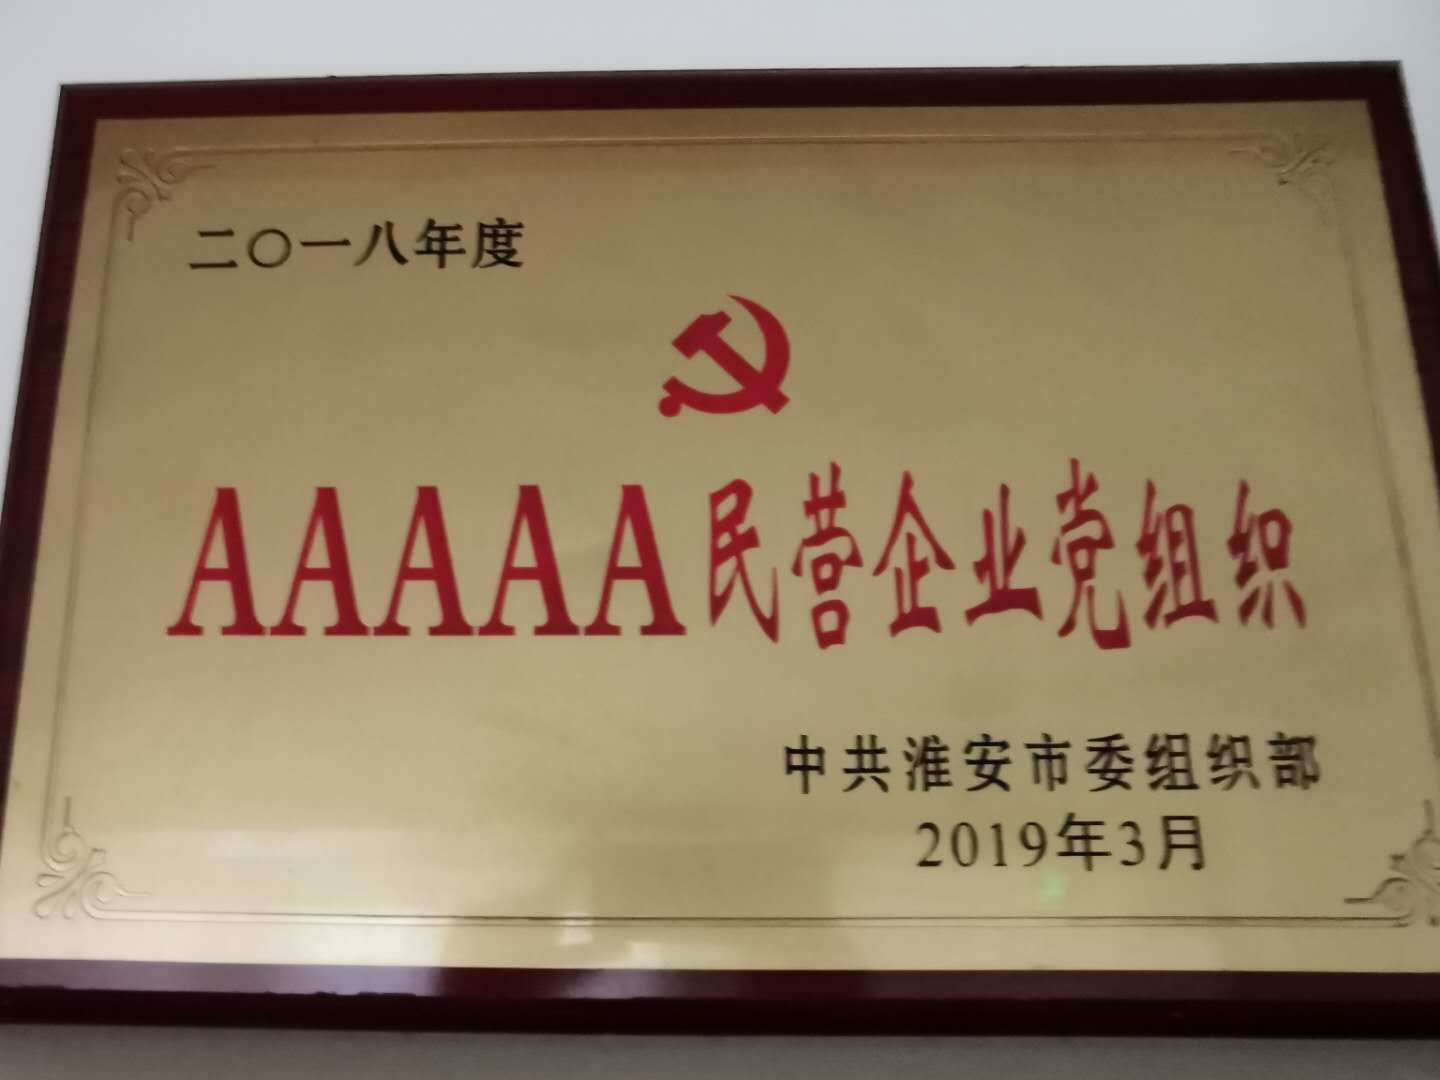 二〇一八年度
AAAAA民营企业党组织
中共淮安市委组织部
2019年3月